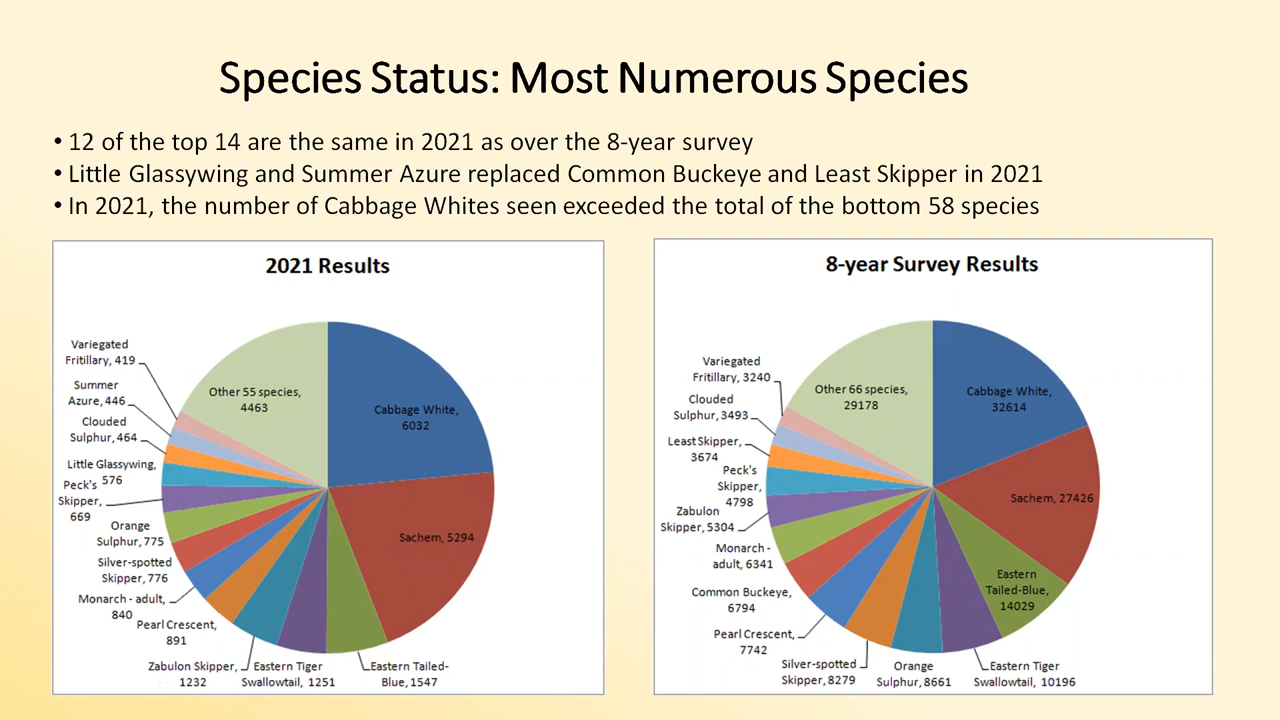 Species Status: Most Numerous Species
• 12 of the top 14 are the same in 2021 as over the 8-year survey
• Little Glassywing and Summer Azure replaced Common Buckeye and Least Skipper in 2021
• In 2021, the number of Cabbage Whites seen exceeded the total of the bottom 58 species
2021 Results
Variegated
Fritillary, 419
Summer
Azure, 446
Clouded
Sulphur, 464
Little Glassywing,
576
Peck's
Skipper,
669
Orange
Sulphur, 775
Silver-spotted
Skipper, 776
Monarch - adult,
840
Pearl Crescent,
891
Zabulon Skipper,
1232
Eastern Tiger
Swallowtail, 1251
Eastern Tailed-
Blue, 1547
Sachem, 5294
Cabbage White,
6032
Other 55 species,
4463
8-year Survey Results
Variegated
Fritillary, 3240
Clouded
Sulphur, 3493
Least Skipper,
3674
Peck's
Skipper,
4798
Zabulon
Skipper, 5304
Monarch -
adult, 6341
Common Buckeye,
6794
Pearl Crescent,
7742
Silver-spotted
Skipper, 8279
Orange
Sulphur, 8661
Eastern Tiger
Swallowtail, 10196
Eastern
Tailed-Blue,
14029
Sachem, 27426
Cabbage White,
32614
Other 66 species,
29178